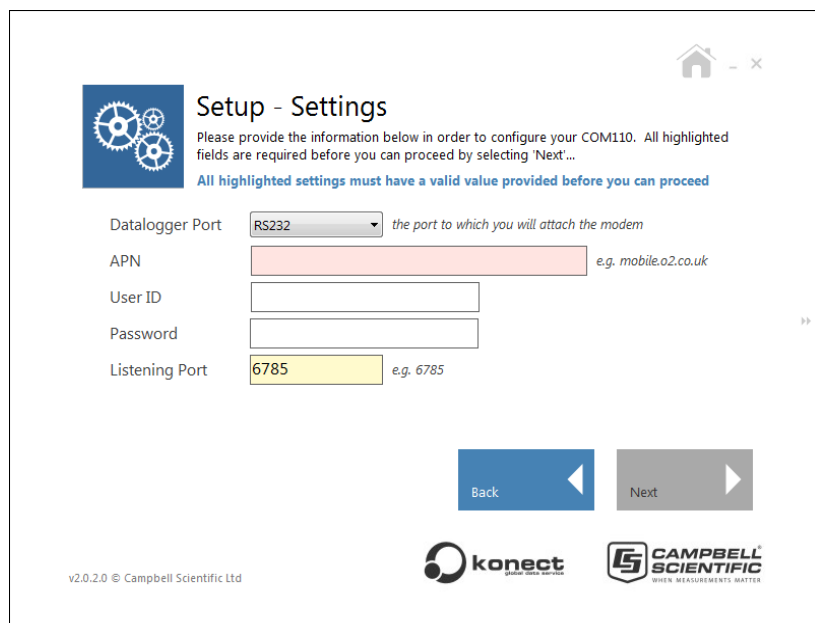 Setup - Settings
Please provide the information below in order to configure your COM110.  All highlighted
fields are required before you can proceed by selecting 'Next'...
All highlighted settings must have a valid value provided before you can proceed
Datalogger Port RS232 the port to which you will attach the modem
APN e.g. mobile.o2.co.uk
User ID
Password
Listening Port 6785 e.g. 6785
Back Next
konect
global data service
CAMPBELL
SCIENTIFIC
WHEN MEASUREMENTS MATTER
v2.0.2.0 © Campbell Scientific Ltd